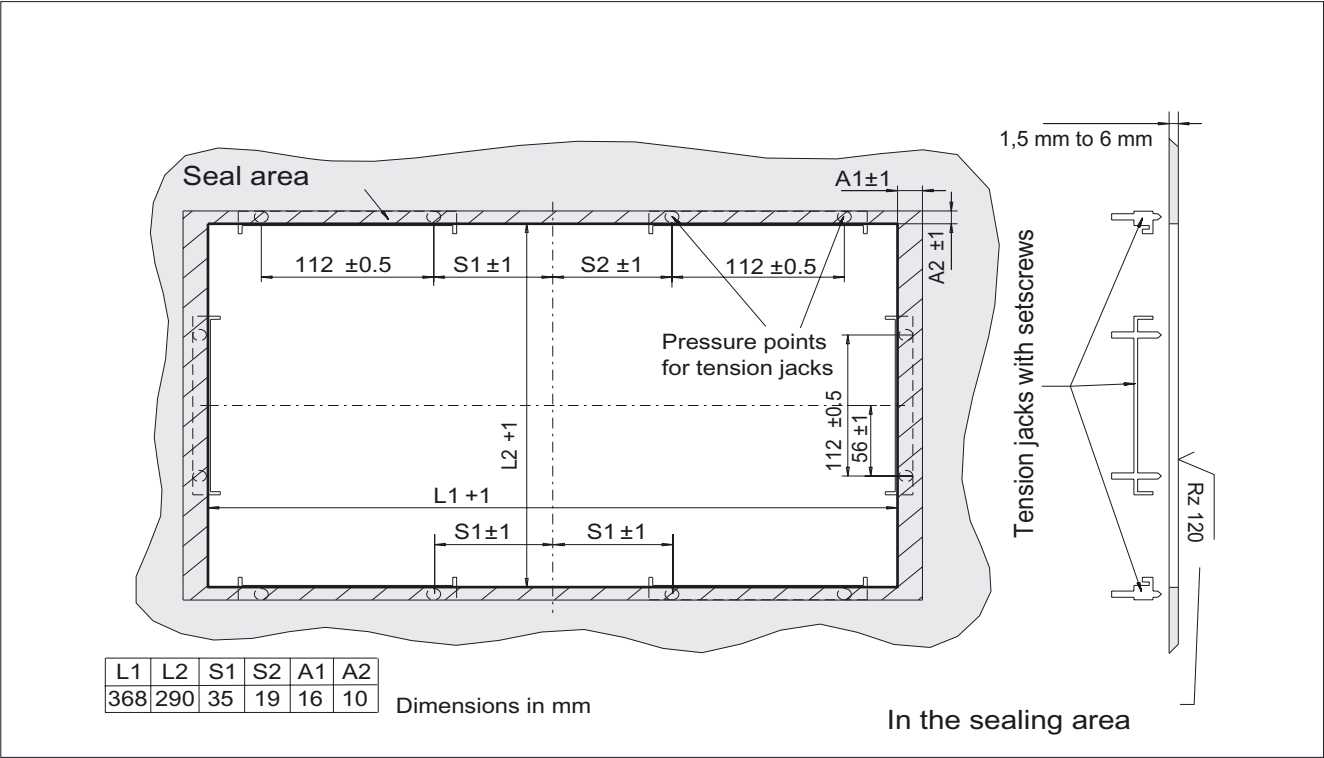 1,5 mm to 6 mm
Seal area
A1±1
A2 ±1
112 ±0.5
S1 ±1
S2 ±1
112 ±0.5
Pressure points
for tension jacks
112 ±0.5
56 ±1
L2 +1
L1 +1
S1 ±1
S1 ±1
Tension jacks with setscrews
Rz 120
L1 L2 S1 S2 A1 A2
368 290 35 19 16 10
Dimensions in mm
In the sealing area